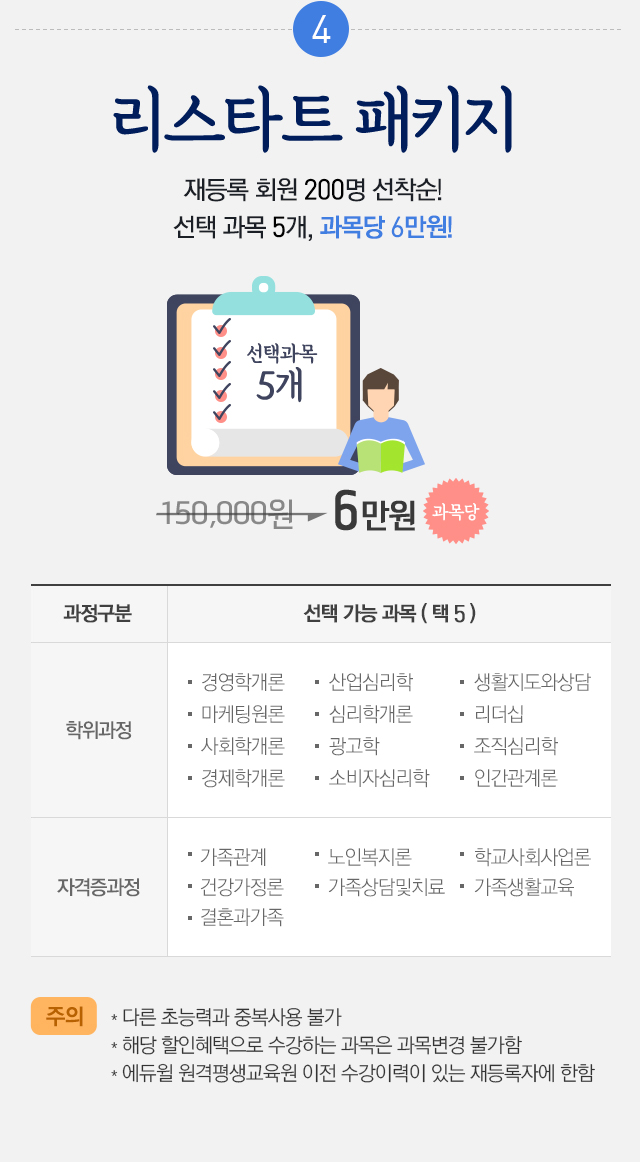 4
리스타트 패키지
재등록 회원 200명 선착순!
선택 과목 5개, 과목당 6만원!
선택과목
5개
150,000원 6만원 과목당
과정구분 선택 가능 과목 ( 택 5 )
학위과정
▪ 경영학개론 ▪ 산업심리학 ▪ 생활지도와상담
▪ 마케팅원론 ▪ 심리학개론 ▪ 리더십
▪ 사회학개론 ▪ 광고학 ▪ 조직심리학
▪ 경제학개론 ▪ 소비자심리학 ▪ 인간관계론
자격증과정
▪ 가족관계 ▪ 노인복지론 ▪ 학교사회사업론
▪ 건강가정론 ▪ 가족상담및치료 ▪ 가족생활교육
▪ 결혼과가족
주의 * 다른 초능력과 중복사용 불가
* 해당 할인혜택으로 수강하는 과목은 과목변경 불가함
* 에듀윌 원격평생교육원 이전 수강이력이 있는 재등록자에 한함